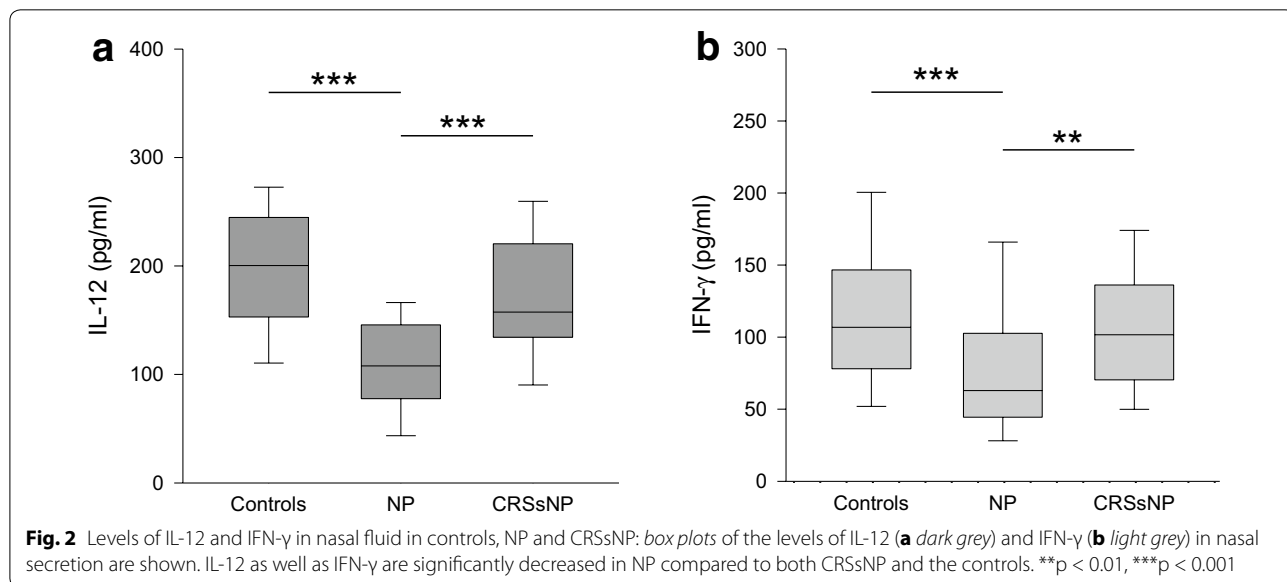 a
400
300
200
100
0
IL-12 (pg/ml)
***
***
Controls NP CRSsNP
b
300
250
200
150
100
50
0
IFN-γ (pg/ml)
***
**
Controls NP CRSsNP
Fig. 2 Levels of IL-12 and IFN-γ in nasal fluid in controls, NP and CRSsNP: box plots of the levels of IL-12 (a dark grey) and IFN-γ (b light grey) in nasal
secretion are shown. IL-12 as well as IFN-γ are significantly decreased in NP compared to both CRSsNP and the controls. **p < 0.01, ***p < 0.001